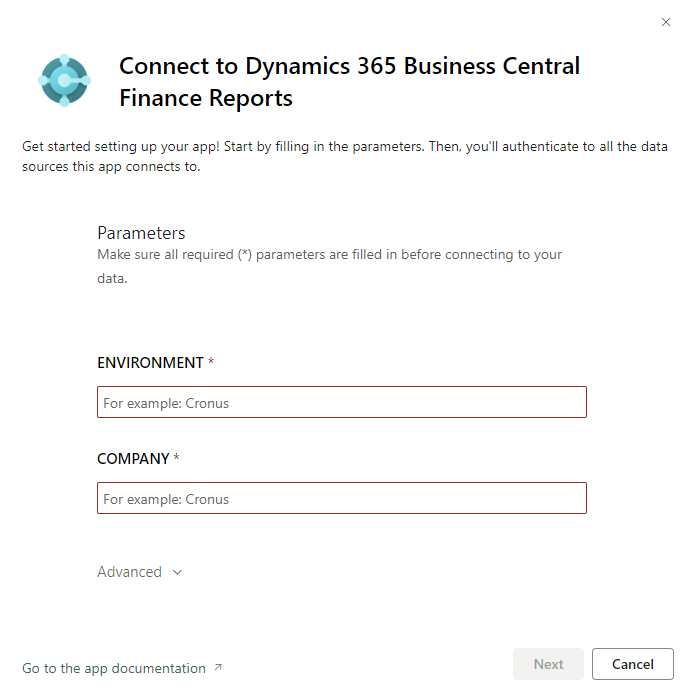 Connect to Dynamics 365 Business Central
Finance Reports
Get started setting up your app! Start by filling in the parameters. Then, you'll authenticate to all the data
sources this app connects to.
Parameters
Make sure all required (*) parameters are filled in before connecting to your
data.
ENVIRONMENT *
For example: Cronus
COMPANY *
For example: Cronus
Advanced
Go to the app documentation
Next
Cancel